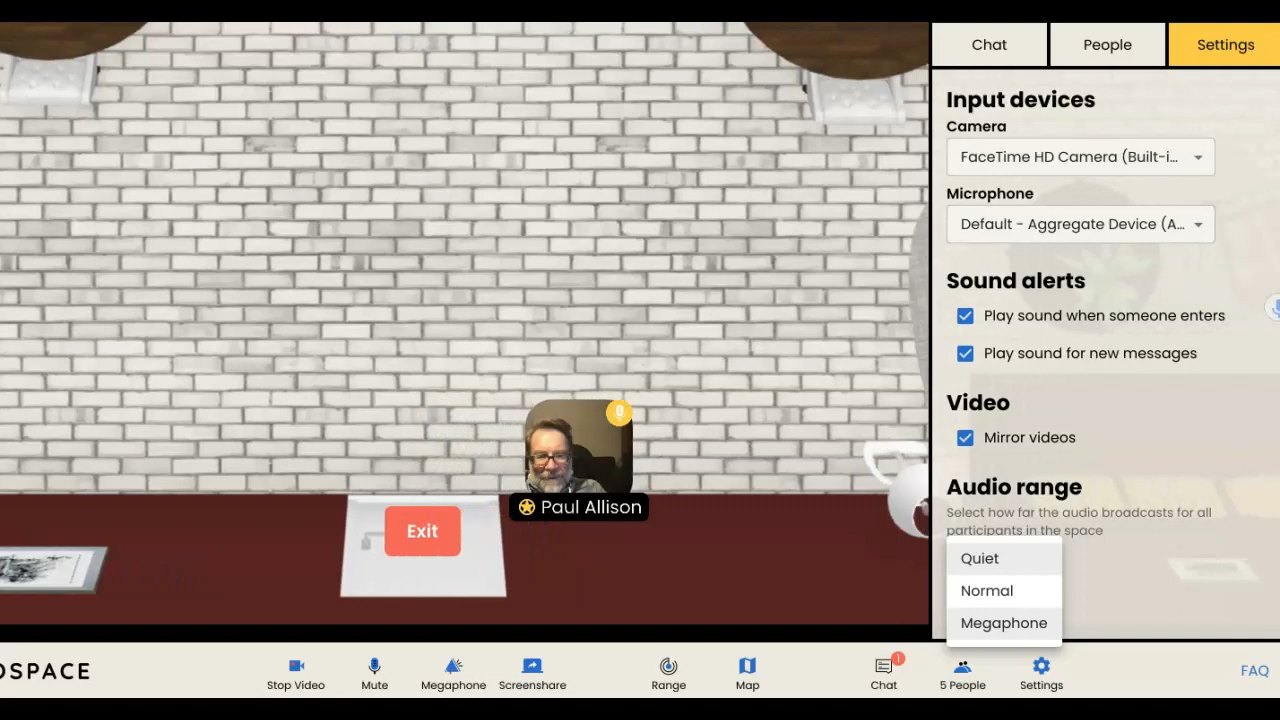 Chat
People
Settings
Input devices
Camera
FaceTime HD Camera (Built-i...
Microphone
Default - Aggregate Device (A...
Sound alerts
Play sound when someone enters
Play sound for new messages
Video
Mirror videos
Audio range
Select how far the audio broadcasts for all
participants in the space
Quiet
Normal
Megaphone
Paul Allison
Exit
OSPACE
Stop Video
Mute
Megaphone
Screenshare
Range
Map
1
Chat
5 People
Settings
FAQ